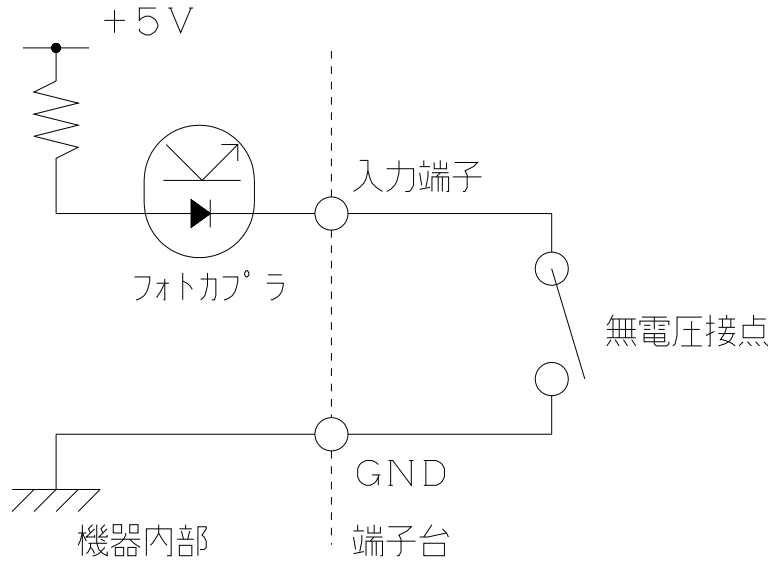 ＋5V
入力端子
フォトカプラ
無電圧接点
GND
機器内部
端子台